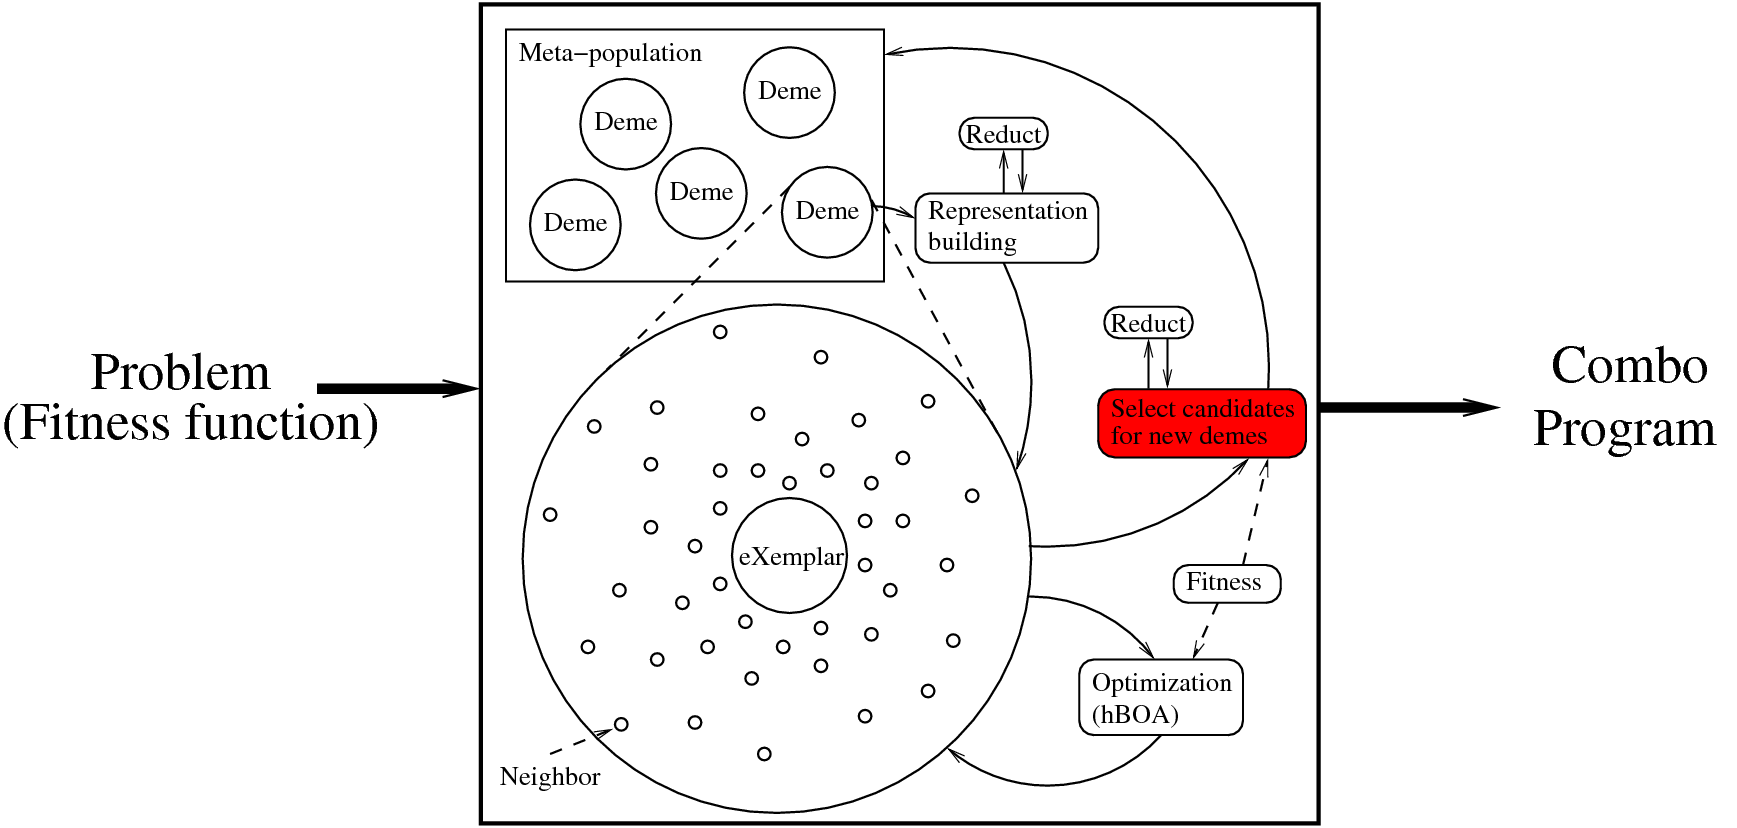 Meta-population
Deme
Deme
Deme
Deme
Deme
Reduct
Representation
building
Reduct
Select candidates
for new demes
Problem
(Fitness function)
Combo
Program
eXemplar
Fitness
Optimization
(hBOA)
Neighbor